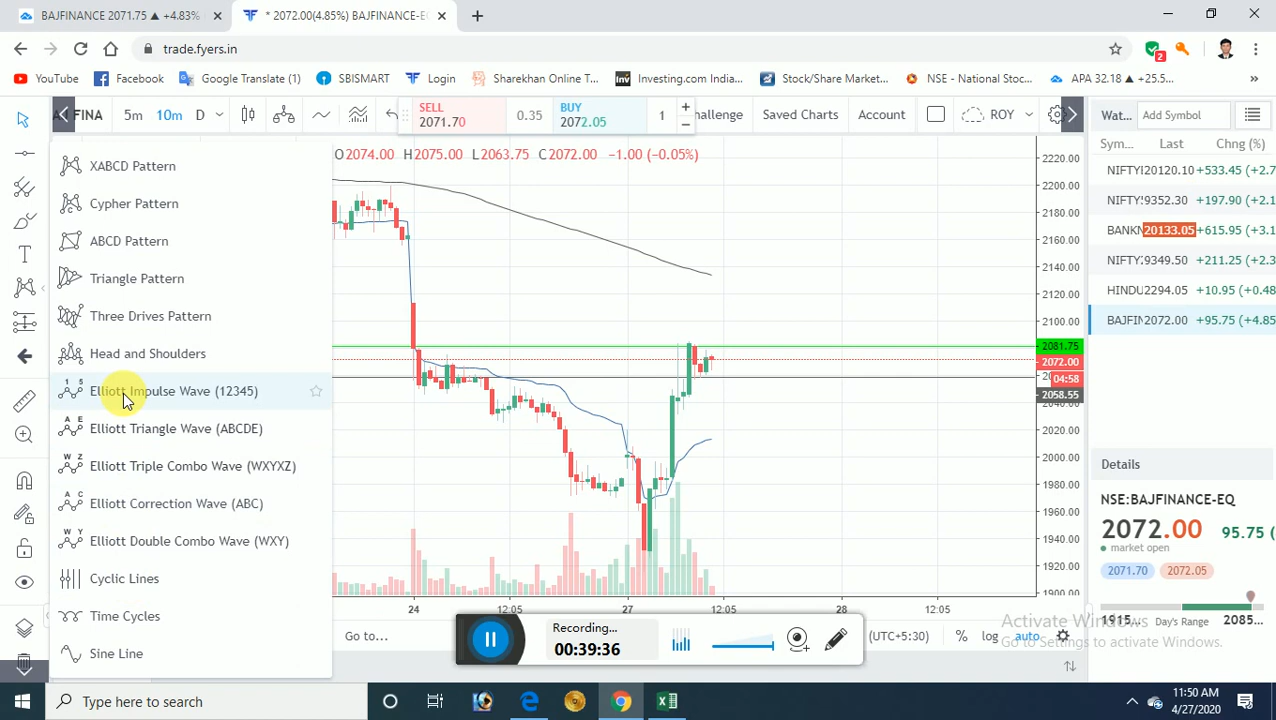 BAJFINANCE 2071.75 ▲ +4.83%
* 2072.00(4.85%) BAJFINANCE-E
trade.fyers.in
2
YouTube
Facebook
Google Translate (1)
SBISMART
Login
Sharekhan Online T...
Investing.com India...
Stock/Share Market...
NSE - National Stoc...
APA 32.18 ▲ +25.5...
FINA
5m
10m
D
SELL
2071.70
0.35
BUY
2072.05
1
hallenge
Saved Charts
Account
ROY
Wat...
Add Symbol
Sym...
Last
Chng (%)
O2074.00 H2075.00 L2063.75 C2072.00 −1.00 (−0.05%)
XABCD Pattern
Cypher Pattern
ABCD Pattern
Triangle Pattern
Three Drives Pattern
Head and Shoulders
Elliott Impulse Wave (12345)
Elliott Triangle Wave (ABCDE)
Elliott Triple Combo Wave (WXYXZ)
Elliott Correction Wave (ABC)
Elliott Double Combo Wave (WXY)
Cyclic Lines
Time Cycles
Sine Line
2220.00
2200.00
2180.00
2160.00
2140.00
2120.00
2100.00
2081.75
2072.00
04:58
2058.55
2040.00
2020.00
2000.00
1980.00
1960.00
1940.00
1920.00
1900.00
NIFTY 20120.10 +533.45 (+2.7
NIFTY 9352.30 +197.90 (+2.1
BANKN 20133.05 +615.95 (+3.1
NIFTY 9349.50 +211.25 (+2.3
HINDU 2294.05 +10.95 (+0.48
BAJFIN 2072.00 +95.75 (+4.85
Details
NSE:BAJFINANCE-EQ
2072.00 95.75 (
market open
2071.70
2072.05
1915...
Day's Range
2085...
24
12:05
27
12:05
28
12:05
Go to...
(UTC+5:30)
%
log
auto
Recording...
00:39:36
Activate Windows
Go to Settings to activate Windows.
Type here to search
11:50 AM
4/27/2020